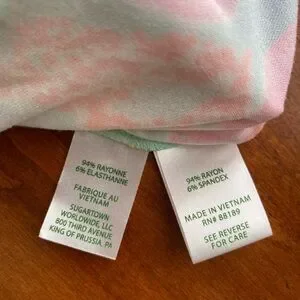 94% RAYONNE
6% ELASTHANNE
FABRIQUE AU
VIETNAM
SUGARTOWN
WORLDWIDE, LLC
800 THIRD AVENUE
KING OF PRUSSIA, PA
94% RAYON
6% SPANDEX
MADE IN VIETNAM
RN# 88189
SEE REVERSE
FOR CARE